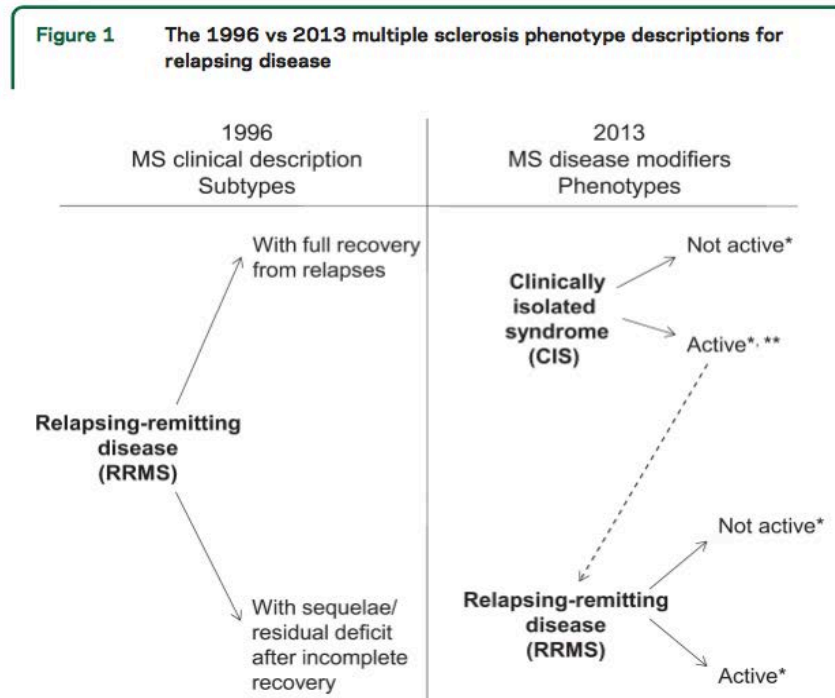 Figure 1 The 1996 vs 2013 multiple sclerosis phenotype descriptions for
relapsing disease
1996
MS clinical description
Subtypes
With full recovery
from relapses
Relapsing-remitting
disease
(RRMS)
With sequelae/
residual deficit
after incomplete
recovery
2013
MS disease modifiers
Phenotypes
Not active*
Clinically
isolated
syndrome
(CIS)
Active*, **
Not active*
Relapsing-remitting
disease
(RRMS)
Active*